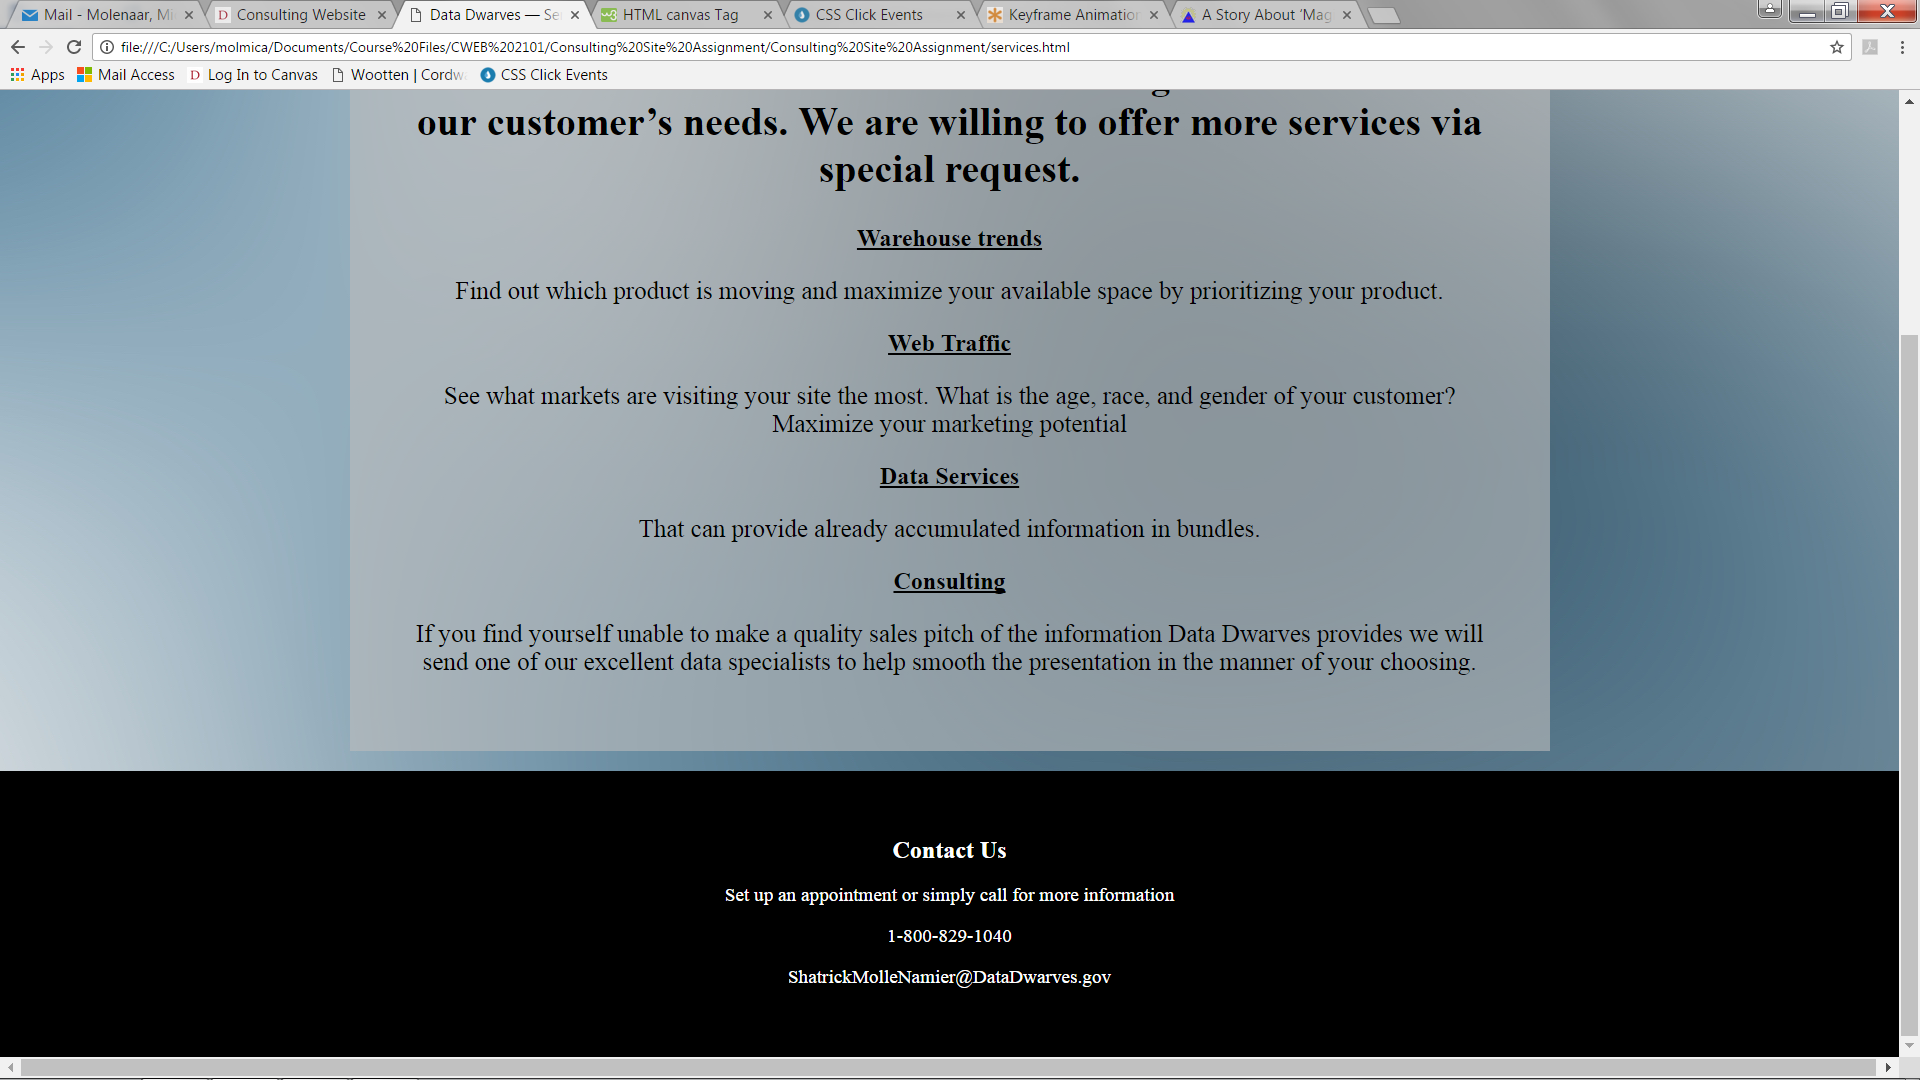 Mail - Molenaar, Mi
Consulting Website
Data Dwarves — Se
HTML canvas Tag
CSS Click Events
Keyframe Animation
A Story About ‘Mag
file:///C:/Users/molmica/Documents/Course%20Files/CWEB%202101/Consulting%20Site%20Assignment/Consulting%20Site%20Assignment/services.html
Apps
Mail Access
D Log In to Canvas
Wootten | Cordw
CSS Click Events
our customer’s needs. We are willing to offer more services via
special request.
Warehouse trends
Find out which product is moving and maximize your available space by prioritizing your product.
Web Traffic
See what markets are visiting your site the most. What is the age, race, and gender of your customer?
Maximize your marketing potential
Data Services
That can provide already accumulated information in bundles.
Consulting
If you find yourself unable to make a quality sales pitch of the information Data Dwarves provides we will
send one of our excellent data specialists to help smooth the presentation in the manner of your choosing.
Contact Us
Set up an appointment or simply call for more information
1-800-829-1040
ShatrickMolleNamier@DataDwarves.gov